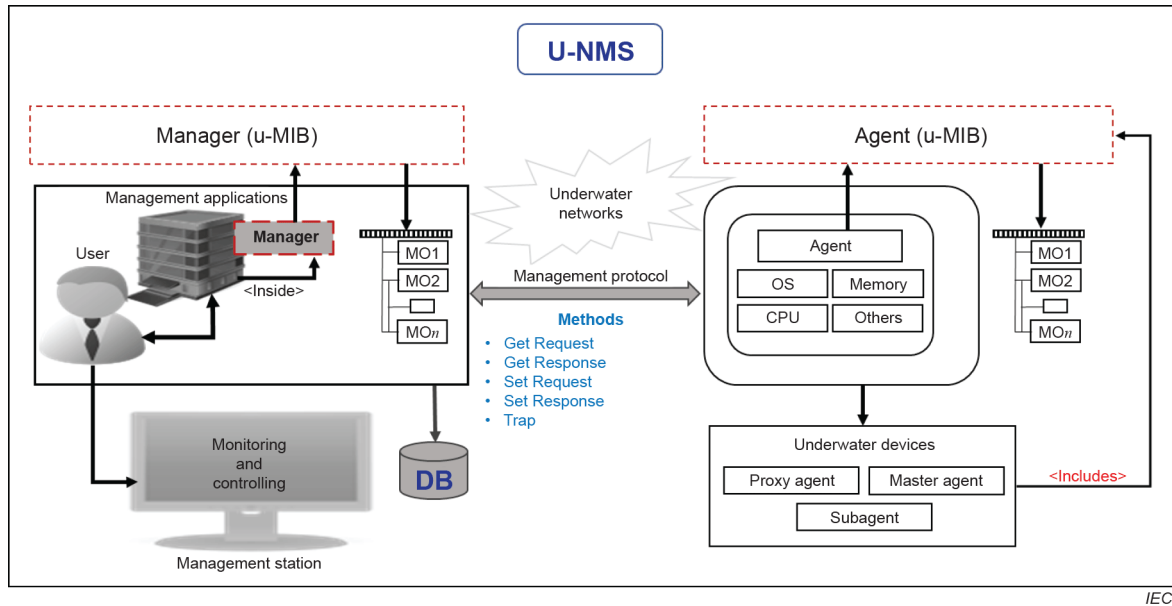 U-NMS
Manager (u-MIB)
Agent (u-MIB)
Management applications
Manager
User
<Inside>
MO1
MO2
MOn
Underwater
networks
Management protocol
Methods
• Get Request
• Get Response
• Set Request
• Set Response
• Trap
Agent
OS
Memory
CPU
Others
MO1
MO2
MOn
Monitoring
and
controlling
Management station
DB
Underwater devices
Proxy agent
Master agent
Subagent
<Includes>
IEC